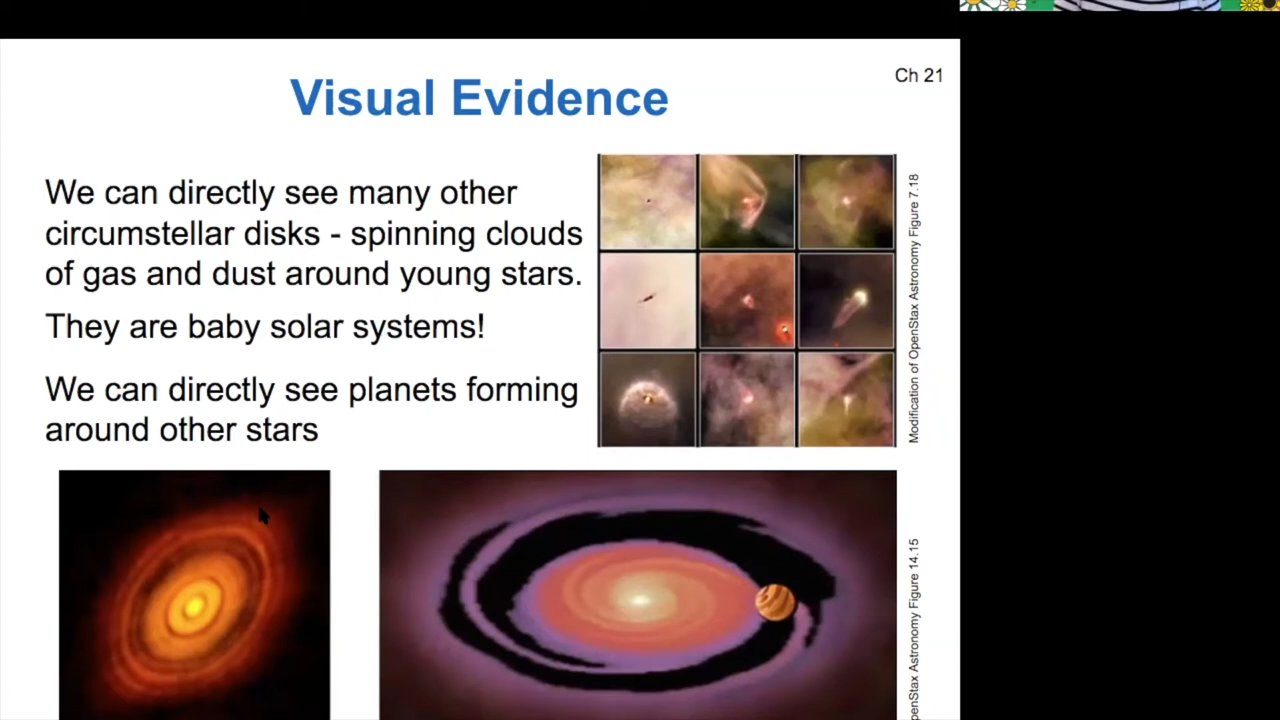 Ch 21
Visual Evidence
We can directly see many other
circumstellar disks - spinning clouds
of gas and dust around young stars.
They are baby solar systems!
We can directly see planets forming
around other stars
Modification of OpenStax Astronomy Figure 7.18
Astronomy Figure 14.15